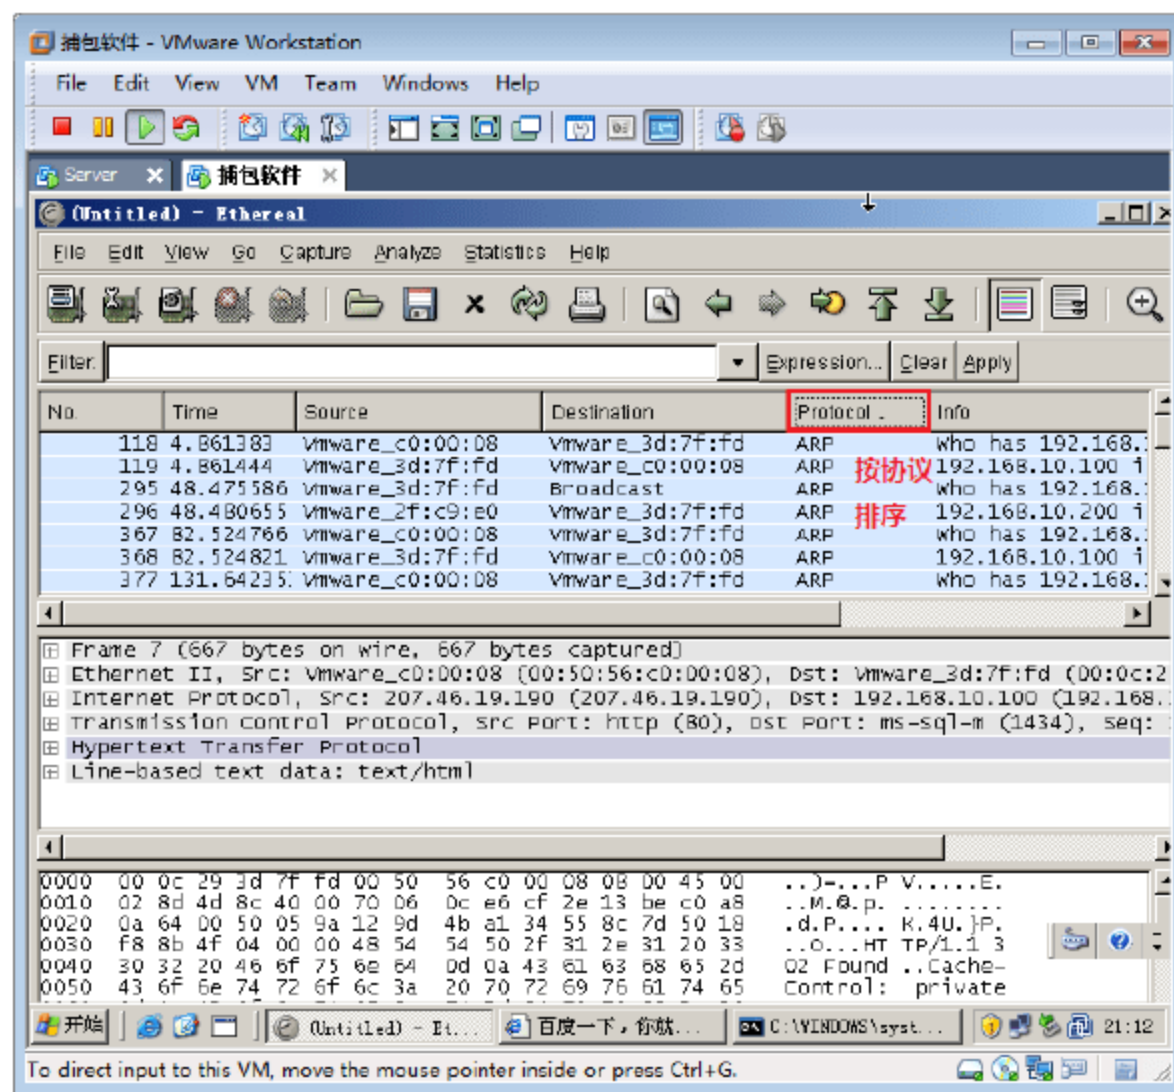 捕包软件 - VMware Workstation
File Edit View VM Team Windows Help
Server 捕包软件
(Untitled) - Ethereal
File Edit View Go Capture Analyze Statistics Help
Filter: Expression... Clear Apply
No. Time Source Destination Protocol . Info
118 4.861383 Vmware_c0:00:08 Vmware_3d:7f:fd ARP Who has 192.168.
119 4.861444 Vmware_3d:7f:fd Vmware_c0:00:08 ARP 192.168.10.100 i
295 48.475586 Vmware_3d:7f:fd Broadcast ARP Who has 192.168.
296 48.480655 Vmware_2f:c9:e0 Vmware_3d:7f:fd ARP 192.168.10.200 i
367 82.524766 Vmware_c0:00:08 Vmware_3d:7f:fd ARP Who has 192.168.
368 82.524821 Vmware_3d:7f:fd Vmware_c0:00:08 ARP 192.168.10.100 i
377 131.64235 Vmware_c0:00:08 Vmware_3d:7f:fd ARP Who has 192.168.
按协议
排序
Frame 7 (667 bytes on wire, 667 bytes captured)
Ethernet II, Src: Vmware_c0:00:08 (00:50:56:c0:00:08), Dst: Vmware_3d:7f:fd (00:0c:2
Internet Protocol, Src: 207.46.19.190 (207.46.19.190), Dst: 192.168.10.100 (192.168.
Transmission Control Protocol, Src Port: http (80), Dst Port: ms-sql-m (1434), Seq:
Hypertext Transfer Protocol
Line-based text data: text/html
0000 00 0c 29 3d 7f fd 00 50 56 c0 00 08 08 00 45 00 ..)=...P V.....E.
0010 02 8d 4d 8c 40 00 70 06 0c e6 cf 2e 13 be c0 a8 ..M.@.p. ........
0020 0a 64 00 50 05 9a 12 9d 4b a1 34 55 8c 7d 50 18 .d.P.... K.4U.}P.
0030 f8 8b 4f 04 00 00 48 54 54 50 2f 31 2e 31 20 33 ..O...HT TP/1.1 3
0040 30 32 20 46 6f 75 6e 64 0d 0a 43 61 63 68 65 2d 02 Found ..Cache-
0050 43 6f 6e 74 72 6f 6c 3a 20 70 72 69 76 61 74 65 Control: private
开始 (Untitled) - Et... 百度一下，你就... C:\WINDOWS\syst... 21:12
To direct input to this VM, move the mouse pointer inside or press Ctrl+G.